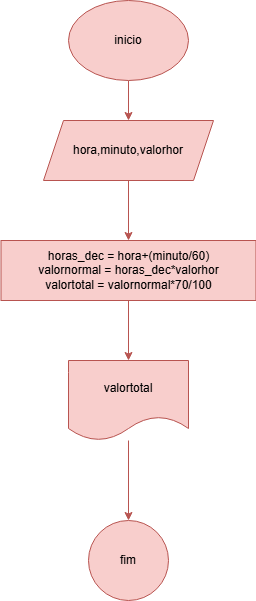 inicio
hora,minuto,valorhor
horas_dec = hora+(minuto/60)
valornormal = horas_dec*valorhor
valortotal = valornormal*70/100
valortotal
fim